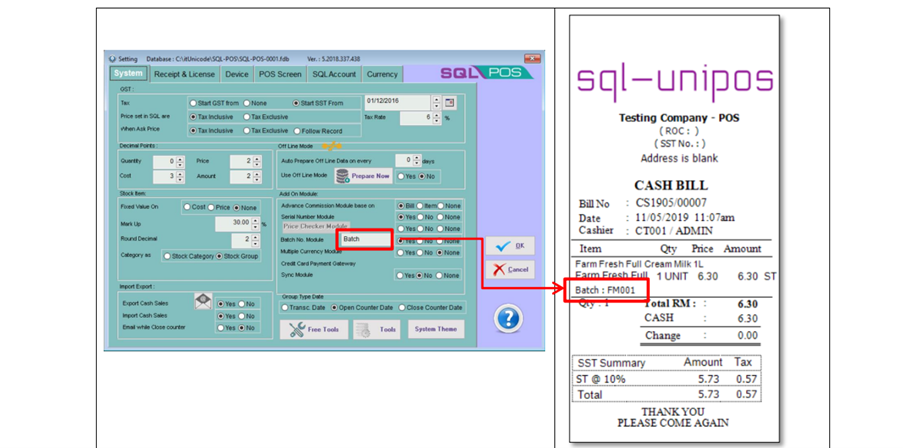 Setting Database : C:\itUnicode\SQL-POS\SQL-POS-0001.fdb Ver. : 5.2018.337.438
System Receipt & License Device POS Screen SQL Account Currency SQL POS
GST :
Tax: Start GST from None Start SST From 01/12/2016
Price set in SQL are Tax Inclusive Tax Exclusive Tax Rate 6 %
When Ask Price Tax Inclusive Tax Exclusive Follow Record
Decimal Points :
Quantity 0 Price 2
Cost 3 Amount 2
Off Line Mode
Auto Prepare Off Line Data on every 0 days
Use Off Line Mode Prepare Now Yes No
Stock Item:
Fixed Value On Cost Price None
Mark Up 30.00 %
Round Decimal 2
Category as Stock Category Stock Group
Add On Module:
Advance Commission Module base on Bill Item None
Serial Number Module Yes No None
Price Checker Module Yes No None
Batch No. Module Batch Yes No None
Multiple Currency Module Yes No None
Credit Card Payment Gateway
Sync Module Yes No None
Import Export :
Export Cash Sales Yes No
Import Cash Sales Yes No
Email while Close counter Yes No
Group Type Date
Transc. Date Open Counter Date Close Counter Date
Free Tools Tools System Theme
OK
Cancel
?
sql-unipos
Testing Company - POS
(ROC: )
(SST No.: )
Address is blank
CASH BILL
Bill No : CS1905/00007
Date : 11/05/2019 11:07am
Cashier : CT001 / ADMIN
Item Qty Price Amount
Farm Fresh Full Cream Milk 1L
Farm Fresh Full 1 UNIT 6.30 6.30 ST
Batch : FM001
Qty : 1 Total RM : : 6.30
CASH : 6.30
Change : 0.00
SST Summary Amount Tax
ST @ 10% 5.73 0.57
Total 5.73 0.57
THANK YOU
PLEASE COME AGAIN